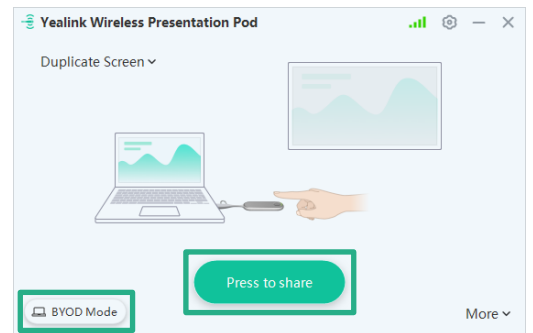 Yealink Wireless Presentation Pod
Duplicate Screen
Press to share
BYOD Mode
More